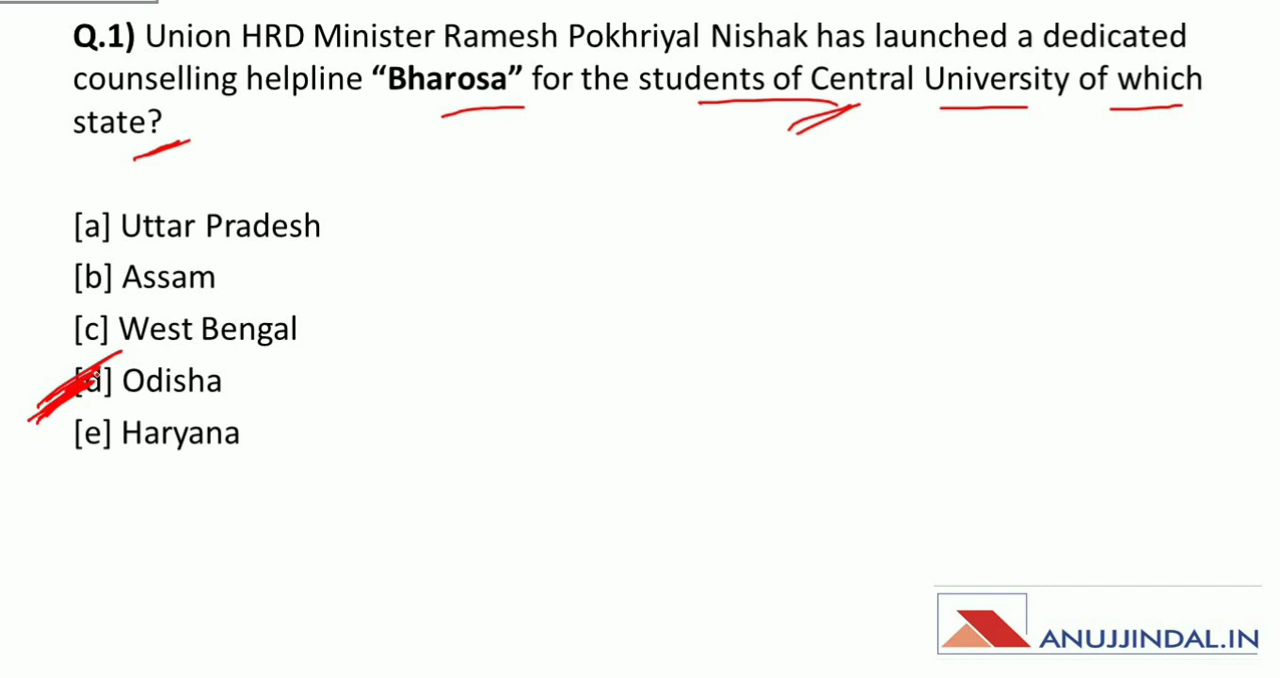 Q.1) Union HRD Minister Ramesh Pokhriyal Nishak has launched a dedicated
counselling helpline “Bharosa” for the students of Central University of which
state?
[a] Uttar Pradesh
[b] Assam
[c] West Bengal
[d] Odisha
[e] Haryana
ANUJJINDAL.IN